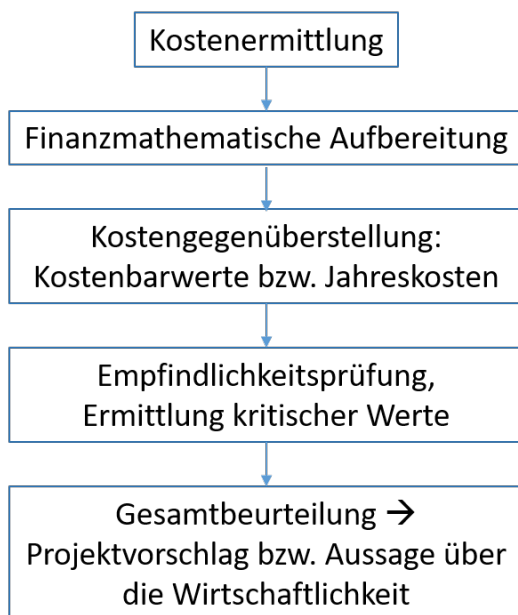 Kostenermittlung
Finanzmathematische Aufbereitung
Kostengegenüberstellung:
Kostenbarwerte bzw. Jahreskosten
Empfindlichkeitsprüfung,
Ermittlung kritischer Werte
Gesamtbeurteilung →
Projektvorschlag bzw. Aussage über
die Wirtschaftlichkeit